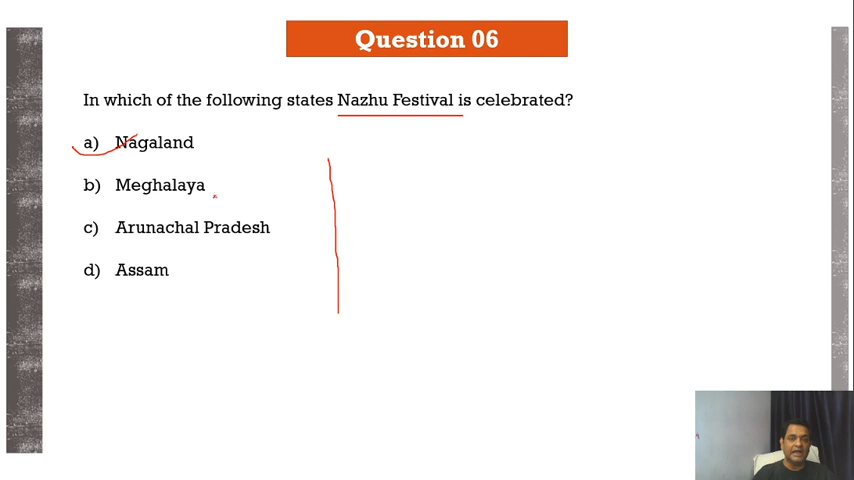 Question 06
In which of the following states Nazhu Festival is celebrated?
a) Nagaland
b) Meghalaya
c) Arunachal Pradesh
d) Assam